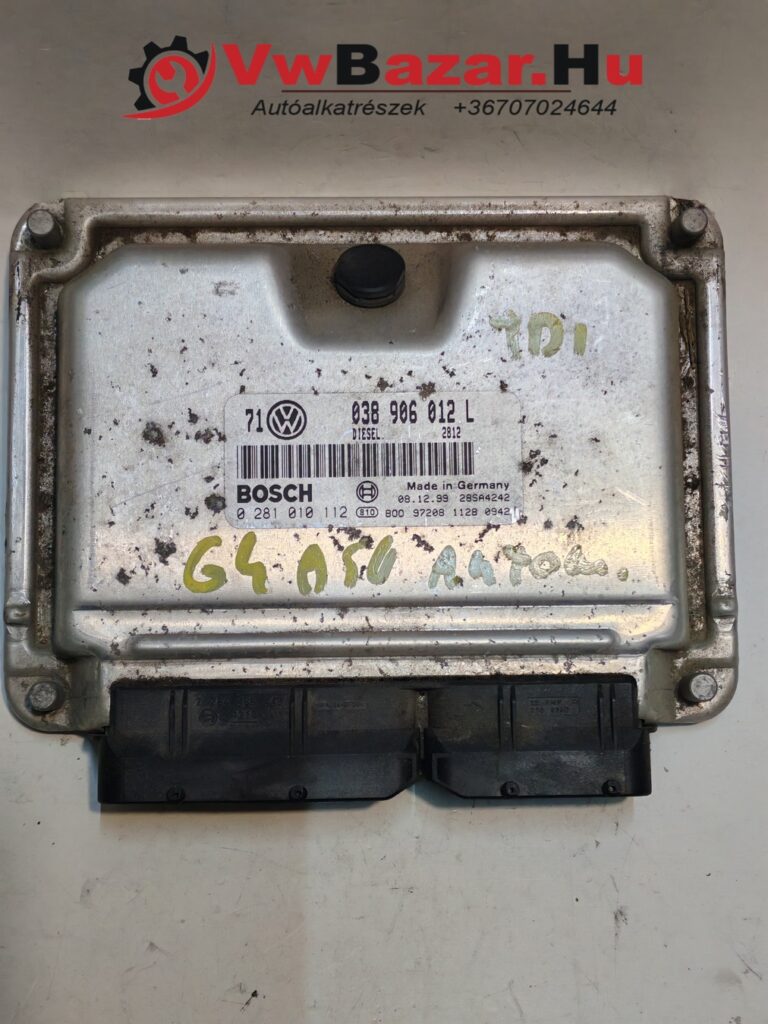 VwBazar.Hu
Autóalkatrészek +36707024644
TDI
71 038 906 012 L
DIESEL 2812
Made in Germany
BOSCH 08.12.99 28SA4242
0 281 010 112 810 800 97208 1128 0942
G4